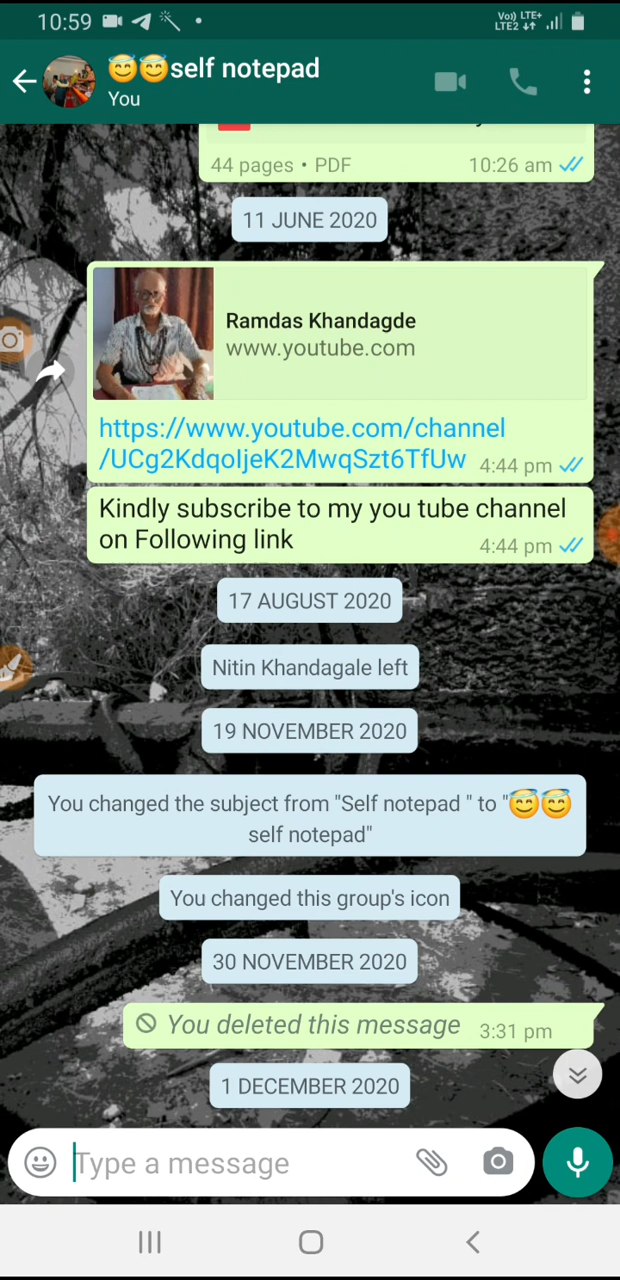 10:59
Vo)) LTE+
LTE2
😇😇self notepad
You
44 pages • PDF 10:26 am
11 JUNE 2020
Ramdas Khandagde
www.youtube.com
https://www.youtube.com/channel
/UCg2KdqoIjeK2MwqSzt6TfUw 4:44 pm
Kindly subscribe to my you tube channel
on Following link 4:44 pm
17 AUGUST 2020
Nitin Khandagale left
19 NOVEMBER 2020
You changed the subject from "Self notepad " to "😇😇
self notepad"
You changed this group's icon
30 NOVEMBER 2020
You deleted this message 3:31 pm
1 DECEMBER 2020
Type a message